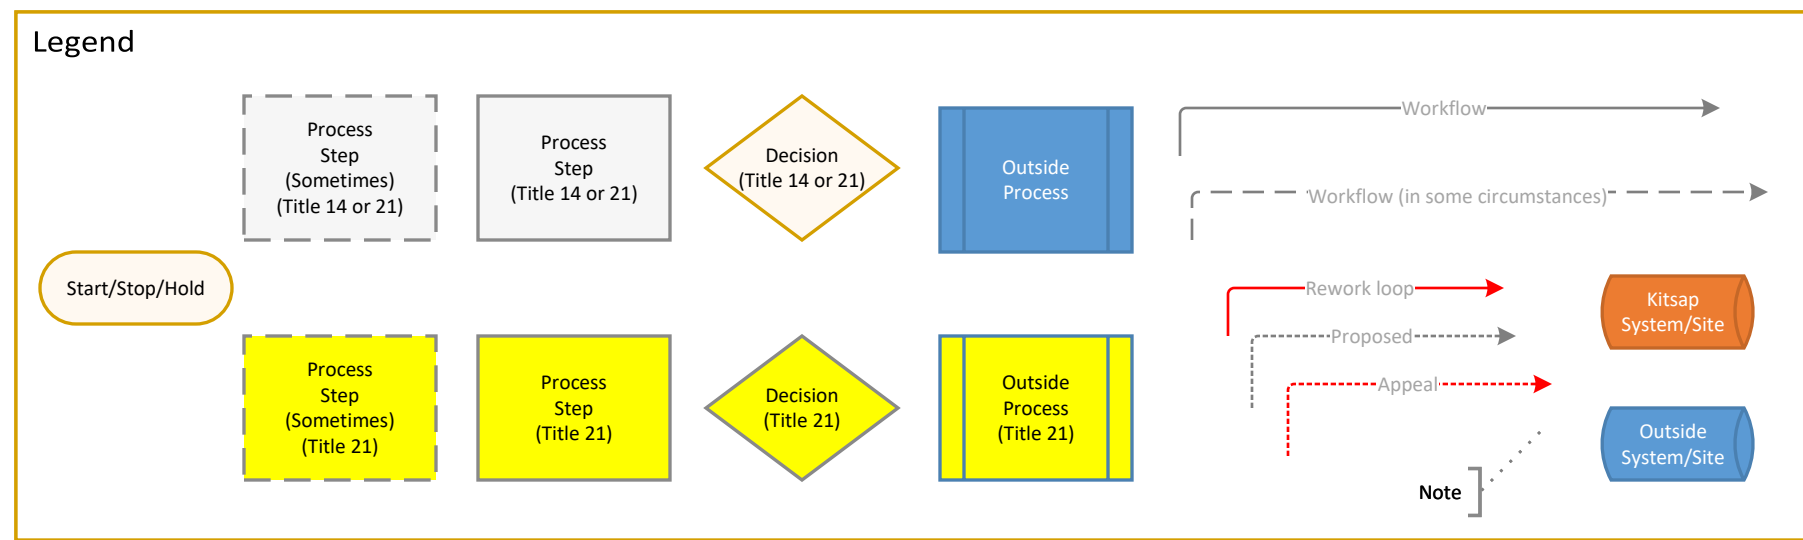 Legend
Process
Step
(Sometimes)
(Title 14 or 21)
Process
Step
(Title 14 or 21)
Decision
(Title 14 or 21)
Outside
Process
Workflow
Workflow (in some circumstances)
Start/Stop/Hold
Rework loop
Proposed
Appeal
Kitsap
System/Site
Process
Step
(Sometimes)
(Title 21)
Process
Step
(Title 21)
Decision
(Title 21)
Outside
Process
(Title 21)
Outside
System/Site
Note